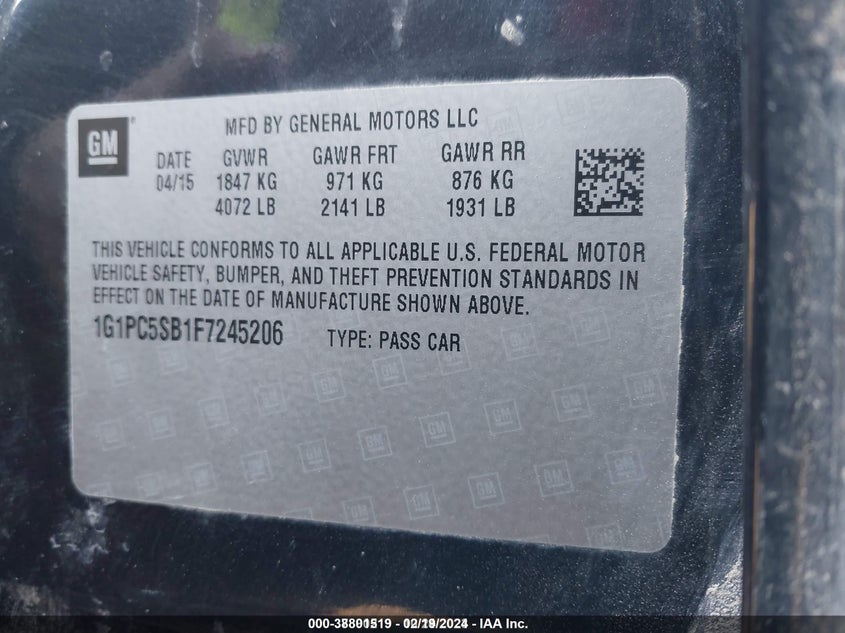 GM
MFD BY GENERAL MOTORS LLC
DATE GVWR GAWR FRT GAWR RR
04/15 1847 KG 971 KG 876 KG
4072 LB 2141 LB 1931 LB
THIS VEHICLE CONFORMS TO ALL APPLICABLE U.S. FEDERAL MOTOR
VEHICLE SAFETY, BUMPER, AND THEFT PREVENTION STANDARDS IN
EFFECT ON THE DATE OF MANUFACTURE SHOWN ABOVE.
1G1PC5SB1F7245206 TYPE: PASS CAR
- IAA Inc.